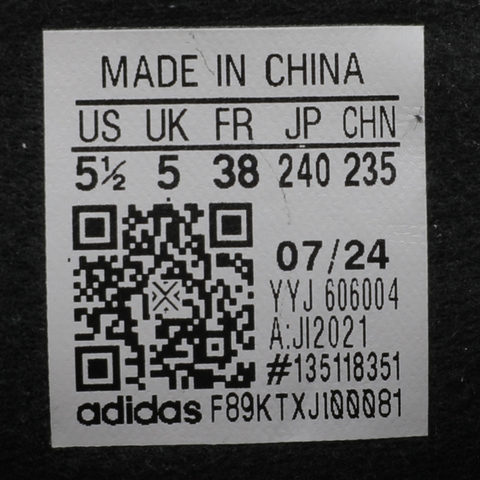 MADE IN CHINA
US UK FR JP CHN
5½ 5 38 240 235
07/24
YYJ 606004
A:JI2021
#135118351
adidas F89KTXJI00081